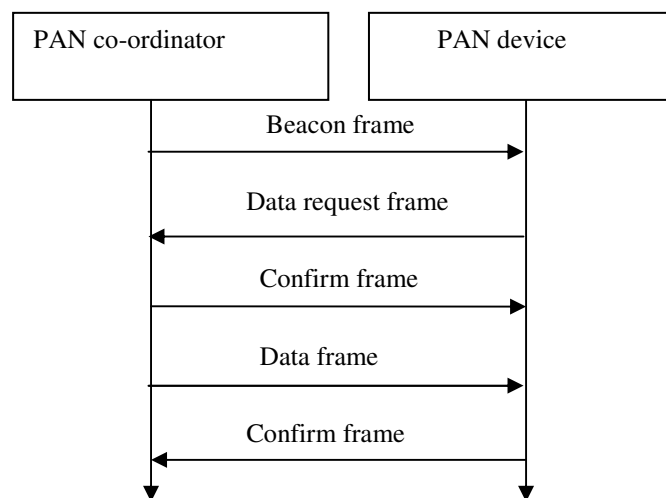 PAN co-ordinator
PAN device
Beacon frame
Data request frame
Confirm frame
Data frame
Confirm frame